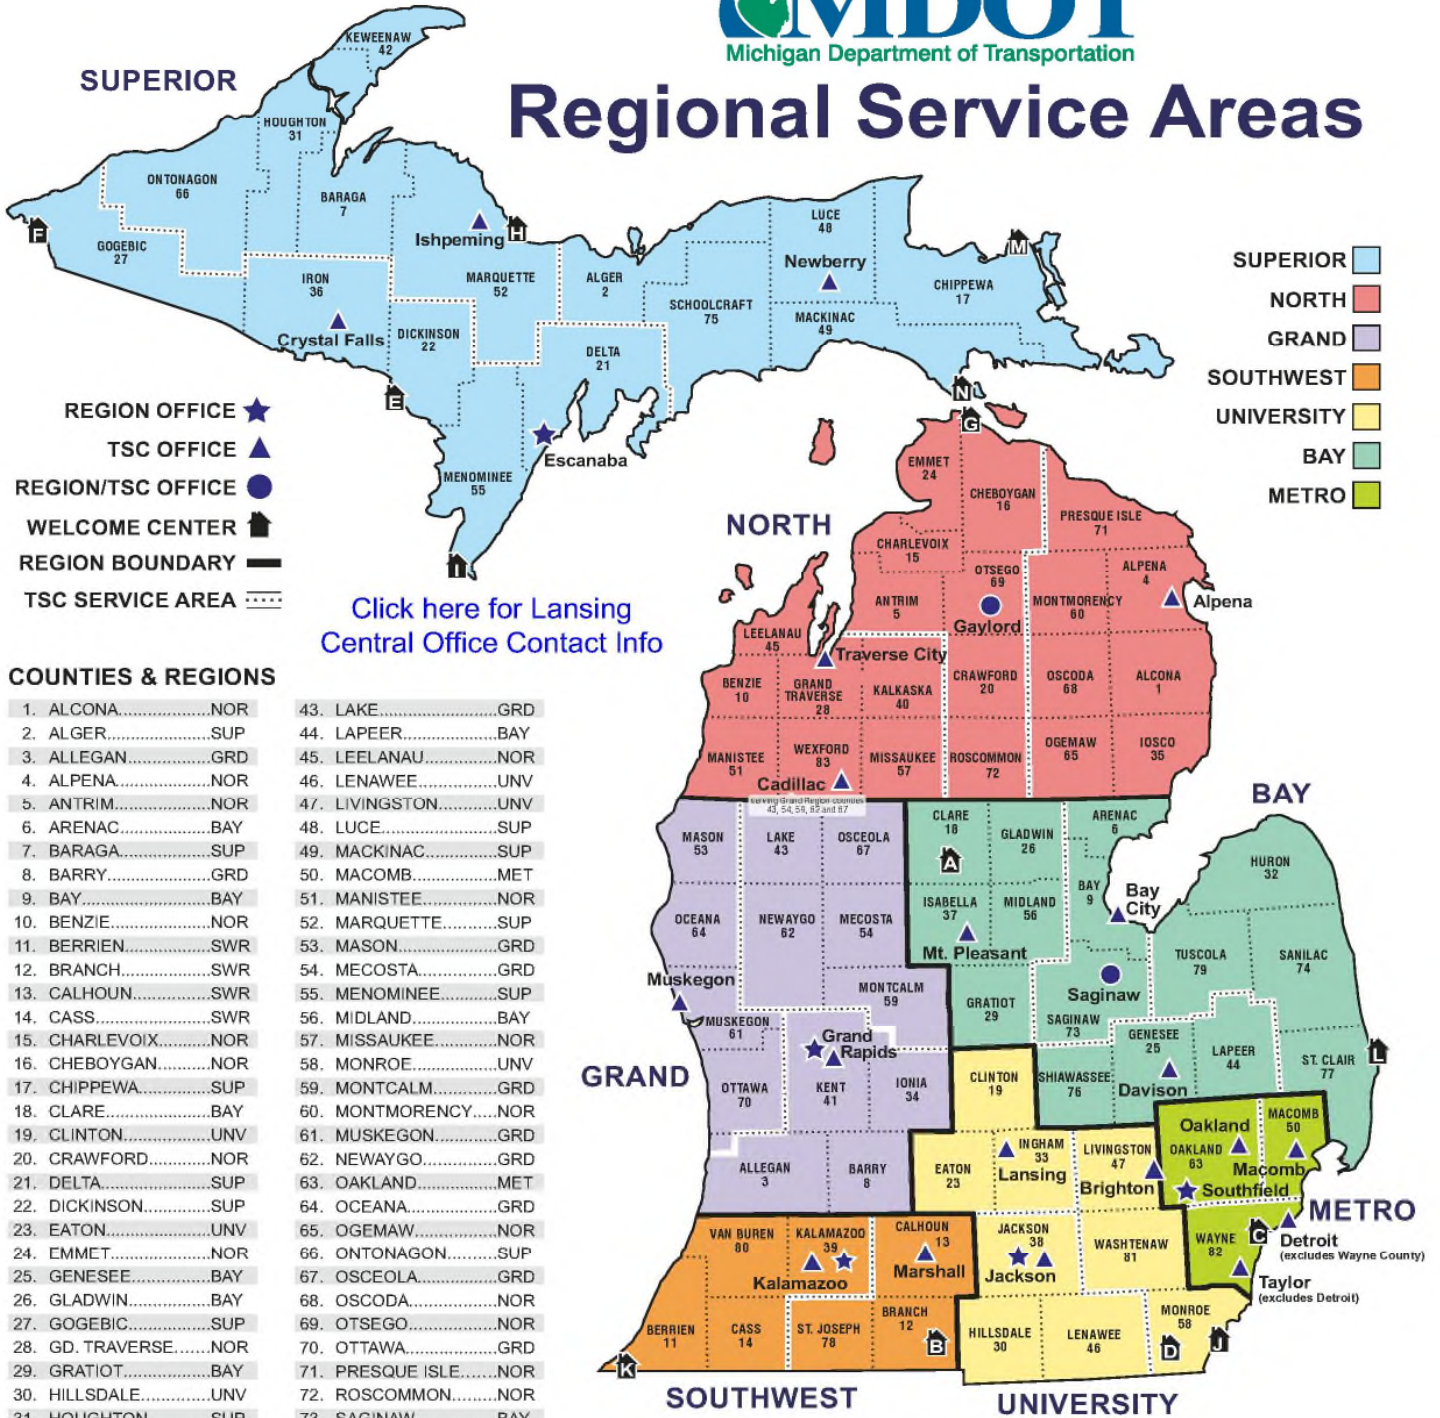 MDOT
Michigan Department of Transportation
Regional Service Areas
SUPERIOR
KEWEENAW
42
HOUGHTON
31
ONTONAGON
66
BARAGA
7
GOGEBIC
27
IRON
36
Crystal Falls
Ishpeming
MARQUETTE
52
DICKINSON
22
ALGER
2
DELTA
21
SCHOOLCRAFT
75
LUCE
48
Newberry
MACKINAC
49
CHIPPEWA
17
MENOMINEE
55
Escanaba
F
H
M
E
N
G
I
SUPERIOR
NORTH
GRAND
SOUTHWEST
UNIVERSITY
BAY
METRO
REGION OFFICE
TSC OFFICE
REGION/TSC OFFICE
WELCOME CENTER
REGION BOUNDARY
TSC SERVICE AREA
Click here for Lansing
Central Office Contact Info
NORTH
EMMET
24
CHEBOYGAN
16
PRESQUE ISLE
71
CHARLEVOIX
15
OTSEGO
69
Gaylord
ALPENA
4
Alpena
ANTRIM
5
MONTMORENCY
60
LEELANAU
45
Traverse City
BENZIE
10
GRAND
TRAVERSE
28
KALKASKA
40
CRAWFORD
20
OSCODA
68
ALCONA
1
MANISTEE
51
WEXFORD
83
Cadillac
MISSAUKEE
57
ROSCOMMON
72
OGEMAW
65
IOSCO
35
serving Grand Region counties
43, 54, 59, 62 and 67
BAY
MASON
53
LAKE
43
OSCEOLA
67
CLARE
18
A
GLADWIN
26
ARENAC
6
HURON
32
OCEANA
64
NEWAYGO
62
MECOSTA
54
ISABELLA
37
Mt. Pleasant
MIDLAND
56
BAY
9
Bay
City
TUSCOLA
79
SANILAC
74
Muskegon
MUSKEGON
61
MONTCALM
59
GRATIOT
29
Saginaw
SAGINAW
73
GENESEE
25
Davison
LAPEER
44
ST. CLAIR
77
L
GRAND
OTTAWA
70
Grand
Rapids
KENT
41
IONIA
34
CLINTON
19
SHIAWASSEE
76
ALLEGAN
3
BARRY
8
EATON
23
INGHAM
33
Lansing
LIVINGSTON
47
Brighton
Oakland
OAKLAND
63
Southfield
MACOMB
50
Macomb
METRO
VAN BUREN
80
KALAMAZOO
39
Kalamazoo
CALHOUN
13
Marshall
JACKSON
38
Jackson
WASHTENAW
81
WAYNE
82
C
Detroit
(excludes Wayne County)
Taylor
(excludes Detroit)
BERRIEN
11
CASS
14
ST. JOSEPH
78
BRANCH
12
B
HILLSDALE
30
LENAWEE
46
MONROE
58
D
J
K
SOUTHWEST
UNIVERSITY
COUNTIES & REGIONS
1. ALCONA...................NOR
2. ALGER.....................SUP
3. ALLEGAN................GRD
4. ALPENA...................NOR
5. ANTRIM...................NOR
6. ARENAC..................BAY
7. BARAGA..................SUP
8. BARRY.....................GRD
9. BAY..........................BAY
10. BENZIE....................NOR
11. BERRIEN.................SWR
12. BRANCH..................SWR
13. CALHOUN...............SWR
14. CASS........................SWR
15. CHARLEVOIX.........NOR
16. CHEBOYGAN..........NOR
17. CHIPPEWA..............SUP
18. CLARE.....................BAY
19. CLINTON.................UNV
20. CRAWFORD............NOR
21. DELTA......................SUP
22. DICKINSON.............SUP
23. EATON.....................UNV
24. EMMET....................NOR
25. GENESEE................BAY
26. GLADWIN................BAY
27. GOGEBIC................SUP
28. GD. TRAVERSE......NOR
29. GRATIOT.................BAY
30. HILLSDALE.............UNV
31. HOUGHTON............SUP
43. LAKE.......................GRD
44. LAPEER..................BAY
45. LEELANAU..............NOR
46. LENAWEE...............UNV
47. LIVINGSTON...........UNV
48. LUCE.......................SUP
49. MACKINAC..............SUP
50. MACOMB.................MET
51. MANISTEE..............NOR
52. MARQUETTE..........SUP
53. MASON....................GRD
54. MECOSTA...............GRD
55. MENOMINEE..........SUP
56. MIDLAND................BAY
57. MISSAUKEE...........NOR
58. MONROE.................UNV
59. MONTCALM............GRD
60. MONTMORENCY.....NOR
61. MUSKEGON............GRD
62. NEWAYGO..............GRD
63. OAKLAND...............MET
64. OCEANA.................GRD
65. OGEMAW................NOR
66. ONTONAGON.........SUP
67. OSCEOLA...............GRD
68. OSCODA.................NOR
69. OTSEGO.................NOR
70. OTTAWA.................GRD
71. PRESQUE ISLE.......NOR
72. ROSCOMMON........NOR
73. SAGINAW................BAY